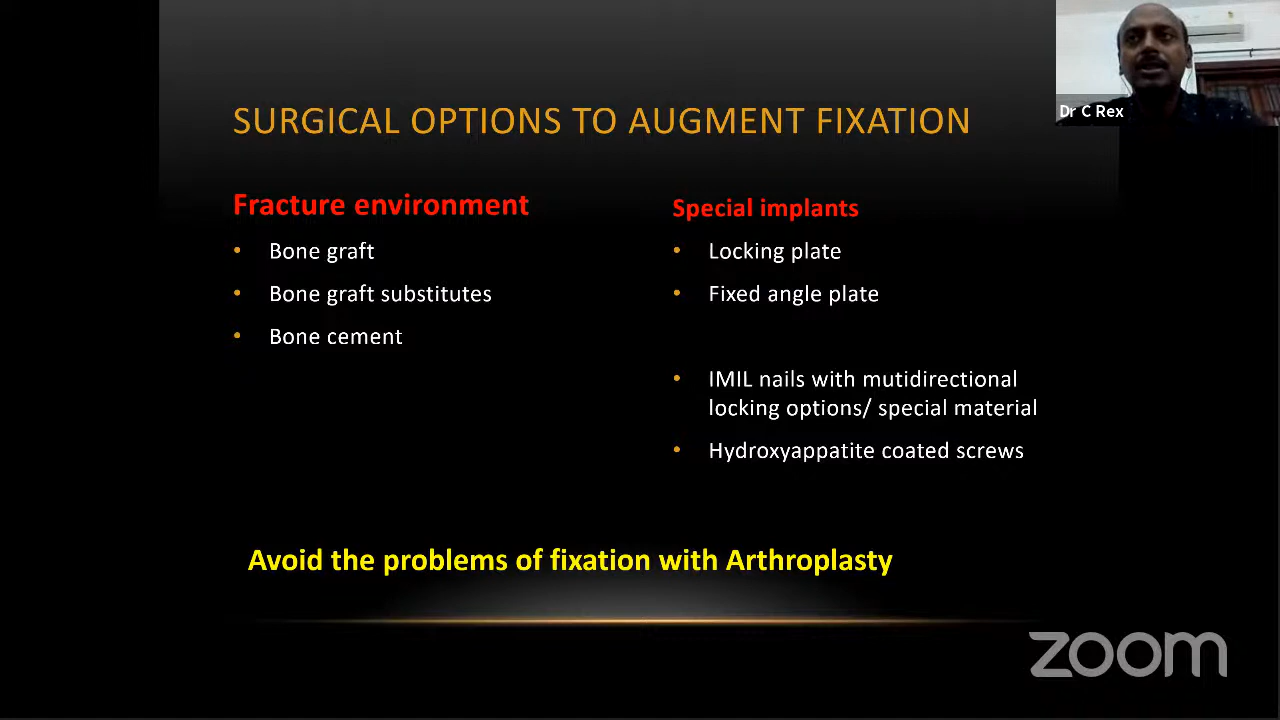 Dr C Rex
SURGICAL OPTIONS TO AUGMENT FIXATION
Fracture environment
• Bone graft
• Bone graft substitutes
• Bone cement
Special implants
• Locking plate
• Fixed angle plate
• IMIL nails with mutidirectional
locking options/ special material
• Hydroxyappatite coated screws
Avoid the problems of fixation with Arthroplasty
zoom